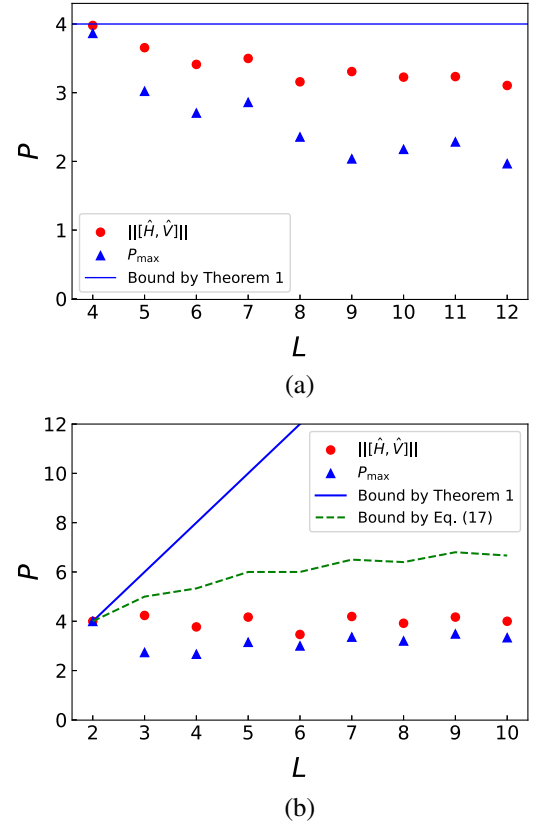 4
3
2
1
0
P
||[Ĥ, V̂]||
P_max
Bound by Theorem 1
4 5 6 7 8 9 10 11 12
L
(a)
12
10
8
6
4
2
0
P
||[Ĥ, V̂]||
P_max
Bound by Theorem 1
Bound by Eq. (17)
2 3 4 5 6 7 8 9 10
L
(b)